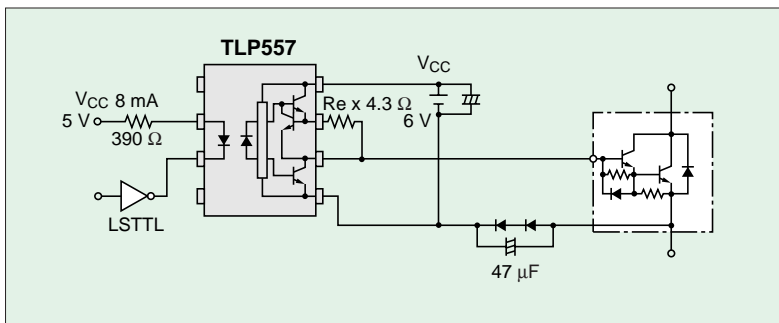 TLP557
VCC 8 mA
5 V
390 Ω
LSTTL
Re x 4.3 Ω
VCC
6 V
47 μF